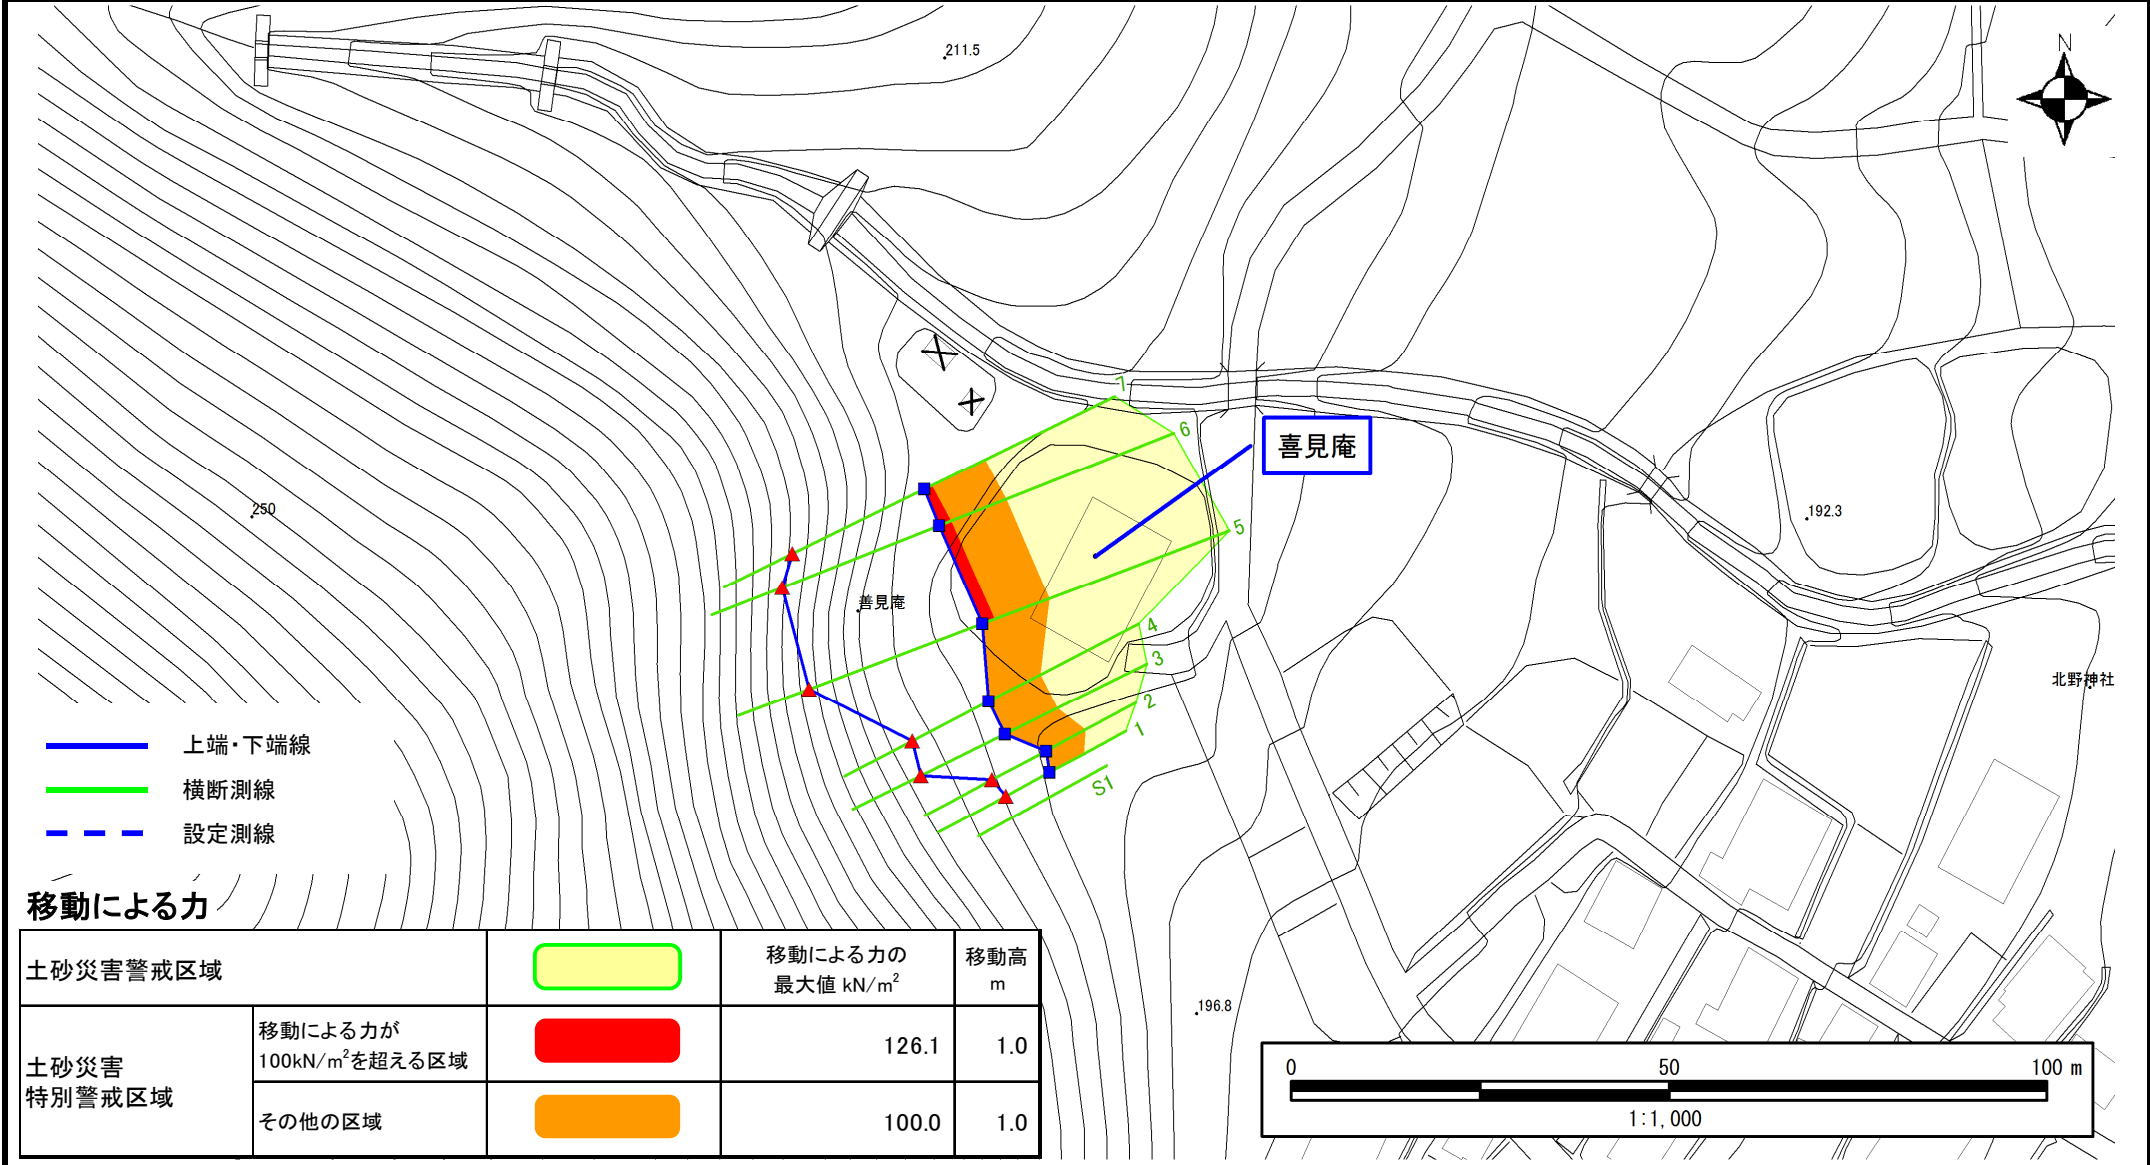 211.5
N
7
6
喜見庵
5
250
192.3
善見庵
4
3
北野神社
2
1
S1
上端・下端線
横断測線
設定測線
移動による力
土砂災害警戒区域
移動による力の
最大値 kN/m²
移動高
m
土砂災害
特別警戒区域
移動による力が
100kN/m²を超える区域
126.1
1.0
その他の区域
100.0
1.0
196.8
0
50
100 m
1:1,000